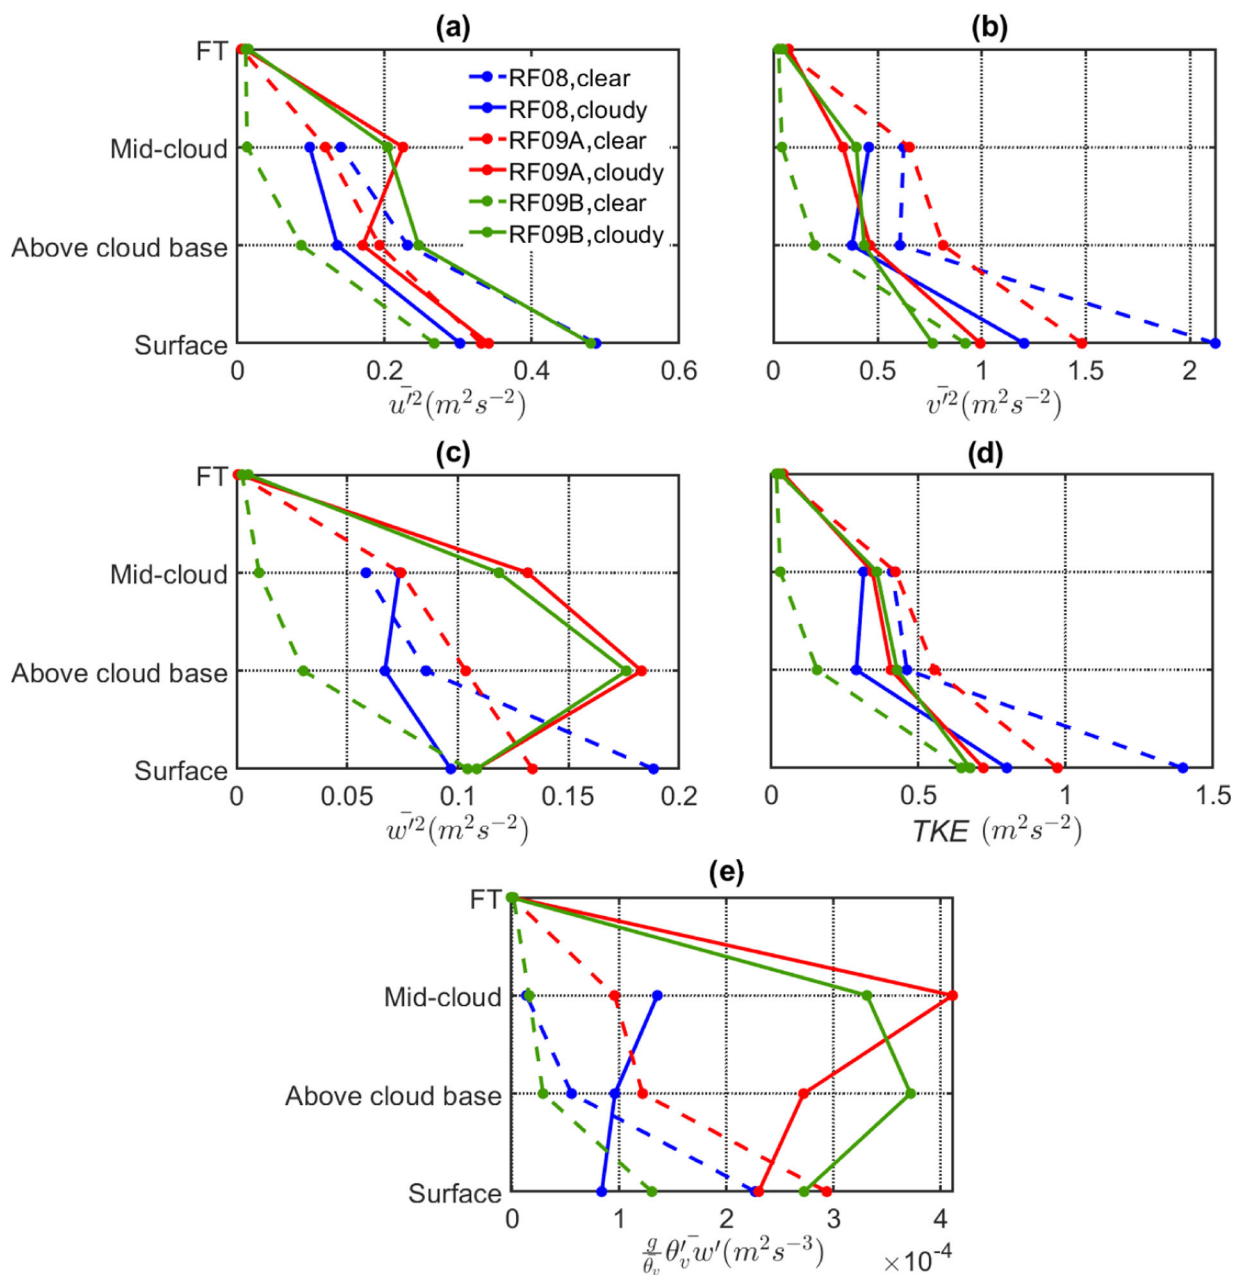 (a)
(b)
FT
RF08,clear
RF08,cloudy
RF09A,clear
Mid-cloud
RF09A,cloudy
RF09B,clear
RF09B,cloudy
Above cloud base
Surface
0 0.2 0.4 0.6
0 0.5 1 1.5 2
u̅'² (m²s⁻²)
v̅'² (m²s⁻²)
(c)
(d)
FT
Mid-cloud
Above cloud base
Surface
0 0.05 0.1 0.15 0.2
0 0.5 1 1.5
w̅'² (m²s⁻²)
TKE (m²s⁻²)
(e)
FT
Mid-cloud
Above cloud base
Surface
0 1 2 3 4
g/θ̄ᵥ θ'ᵥ¯w' (m²s⁻³)
×10⁻⁴